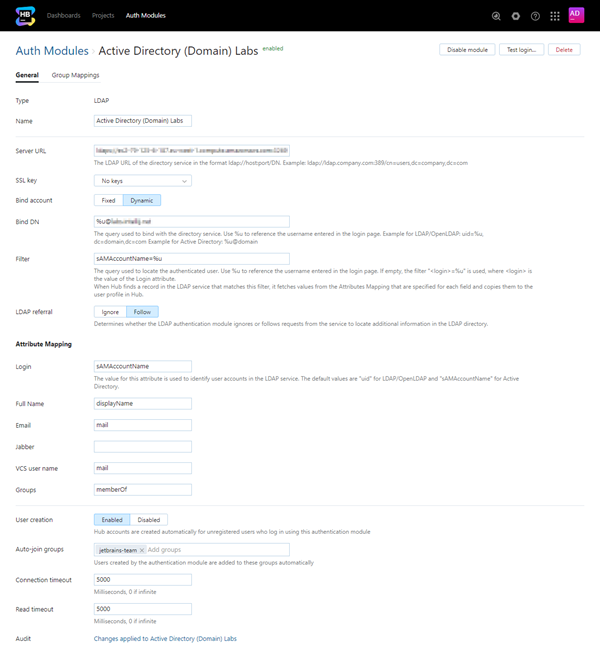 HB
Dashboards Projects Auth Modules
AD
Auth Modules › Active Directory (Domain) Labs enabled
Disable module Test login... Delete
General Group Mappings
Type LDAP
Name Active Directory (Domain) Labs
Server URL
The LDAP URL of the directory service in the format ldap://host:port/DN. Example: ldap://ldap.company.com:389/cn=users,dc=company,dc=com
SSL key No keys
Bind account Fixed Dynamic
Bind DN %u@
The query used to bind with the directory service. Use %u to reference the username entered in the login page. Example for LDAP/OpenLDAP: uid=%u,
dc=domain,dc=com Example for Active Directory: %u@domain
Filter sAMAccountName=%u
The query used to locate the authenticated user. Use %u to reference the username entered in the login page. If empty, the filter "<login>=%u" is used, where <login> is
the value of the Login attribute.
When Hub finds a record in the LDAP service that matches this filter, it fetches values from the Attributes Mapping that are specified for each field and copies them to the
user profile in Hub.
LDAP referral Ignore Follow
Determines whether the LDAP authentication module ignores or follows requests from the service to locate additional information in the LDAP directory.
Attribute Mapping
Login sAMAccountName
The value for this attribute is used to identify user accounts in the LDAP service. The default values are "uid" for LDAP/OpenLDAP and "sAMAccountName" for Active
Directory.
Full Name displayName
Email mail
Jabber
VCS user name mail
Groups memberOf
User creation Enabled Disabled
Hub accounts are created automatically for unregistered users who log in using this authentication module
Auto-join groups jetbrains-team × Add groups
Users created by the authentication module are added to these groups automatically
Connection timeout 5000
Milliseconds, 0 if infinite
Read timeout 5000
Milliseconds, 0 if infinite
Audit Changes applied to Active Directory (Domain) Labs